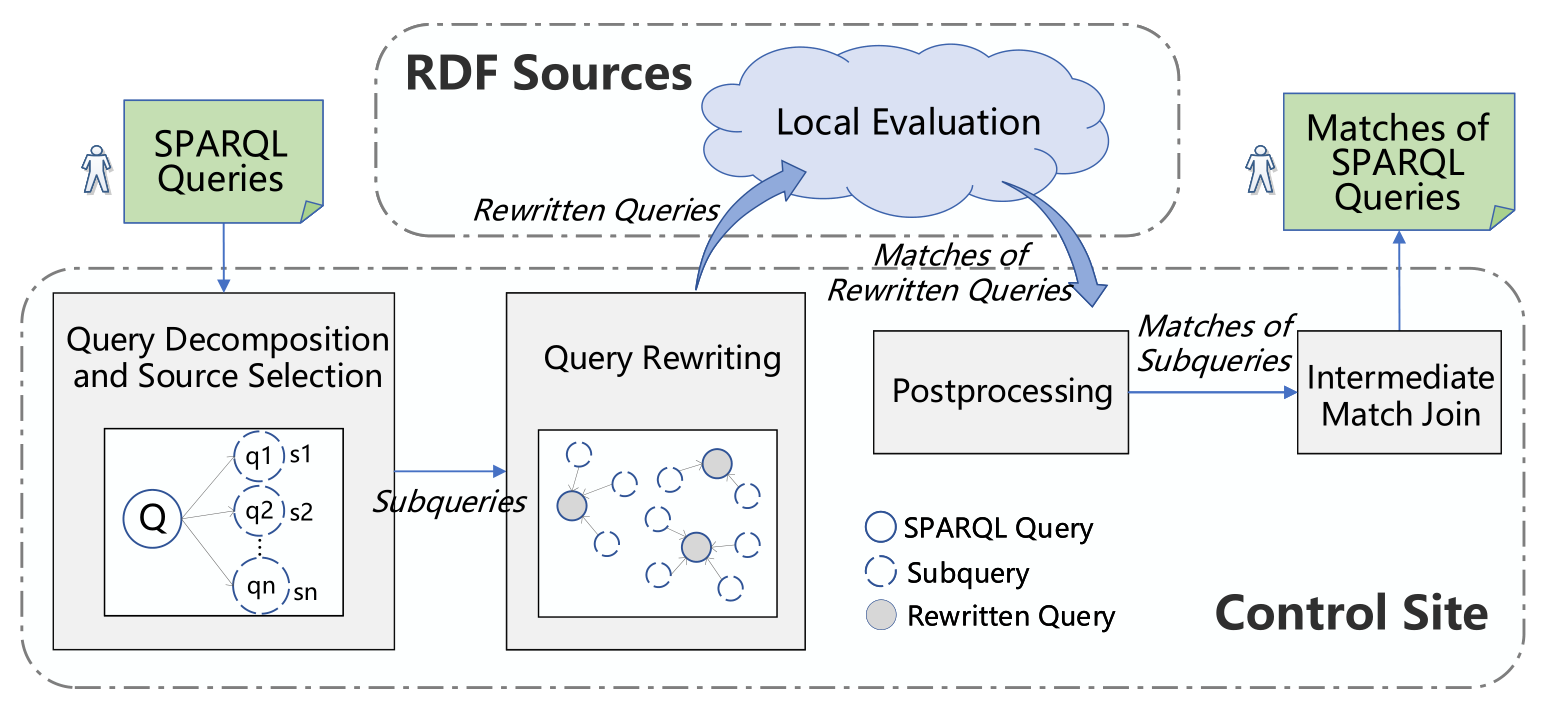 RDF Sources
Local Evaluation
SPARQL
Queries
Matches of
SPARQL
Queries
Rewritten Queries
Matches of
Rewritten Queries
Query Decomposition
and Source Selection
Q
q1 s1
q2 s2
qn sn
Subqueries
Query Rewriting
Postprocessing
Matches of
Subqueries
Intermediate
Match Join
SPARQL Query
Subquery
Rewritten Query
Control Site